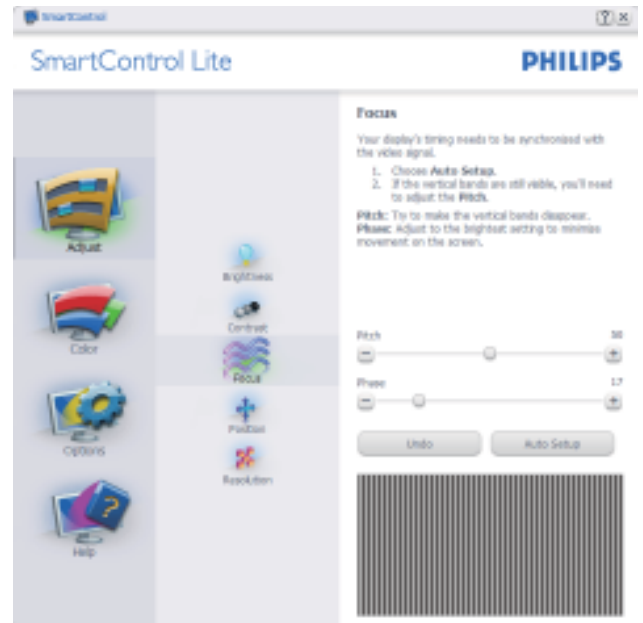 SmartControl
SmartControl Lite
PHILIPS
Adjust
Color
Options
Help
Brightness
Contrast
Focus
Position
Resolution
Focus
Your display's timing needs to be synchronised with
the video signal.
1. Choose Auto Setup.
2. If the vertical bands are still visible, you'll need
to adjust the Pitch.
Pitch: Try to make the vertical bands disappear.
Phase: Adjust to the brightest setting to minimise
movement on the screen.
Pitch 50
Phase 17
Undo Auto Setup